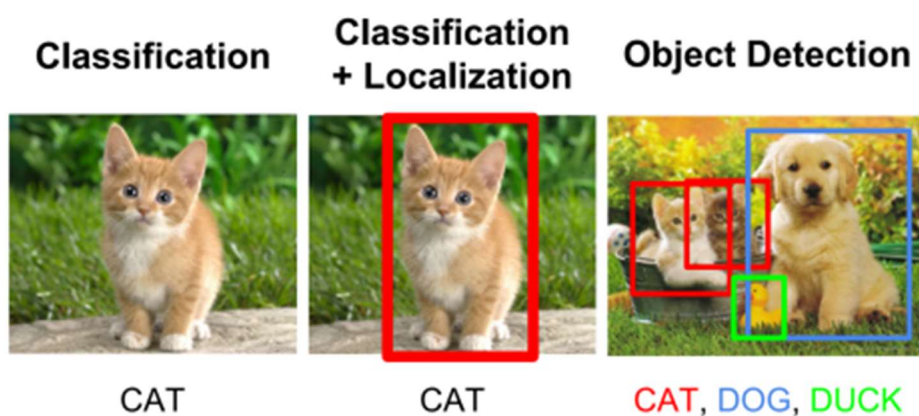 Classification
Classification
+ Localization
Object Detection
CAT
CAT
CAT, DOG, DUCK